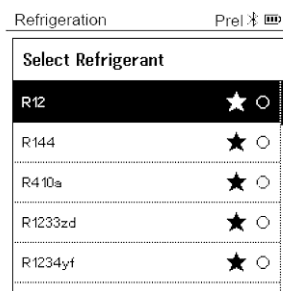 Refrigeration Prel
Select Refrigerant
R12
R144
R410a
R1233zd
R1234yf